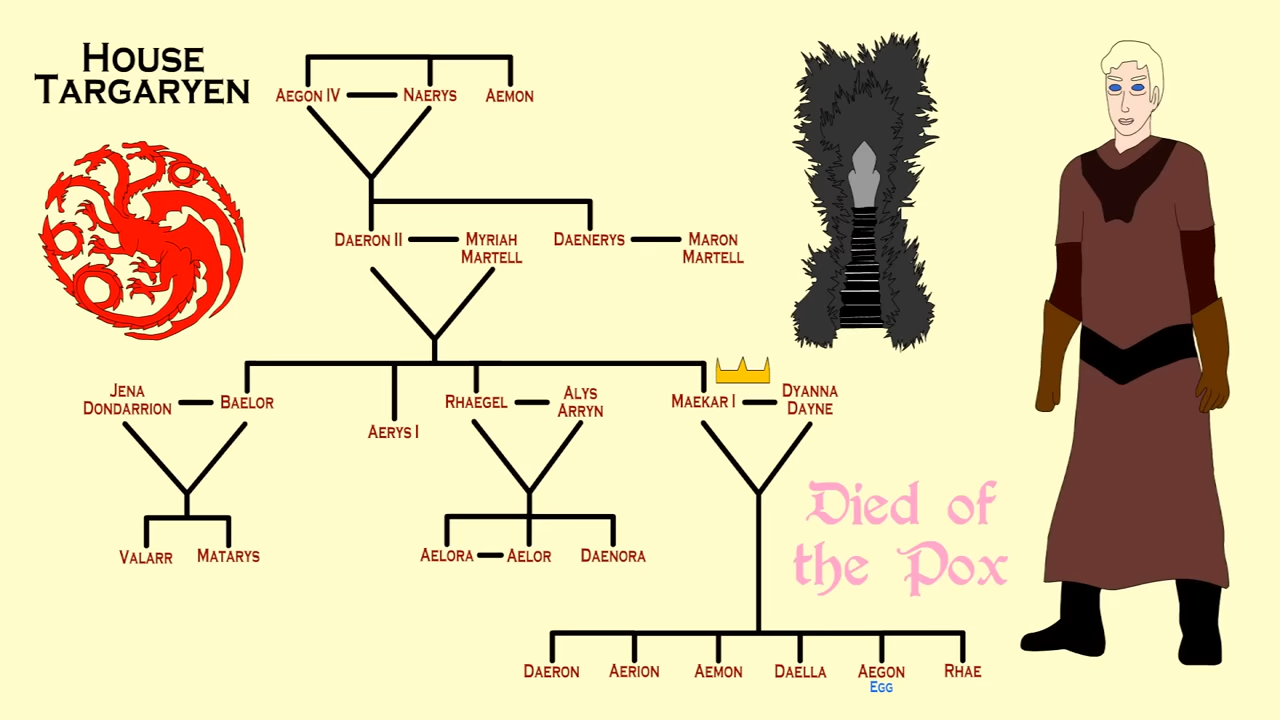 HOUSE
TARGARYEN
AEGON IV NAERYS AEMON
DAERON II MYRIAH
MARTELL DAENERYS MARON
MARTELL
JENA
DONDARRION BAELOR AERYS I RHAEGEL ALYS
ARRYN MAEKAR I DYANNA
DAYNE
Died of
the Pox
VALARR MATARYS AELORA AELOR DAENORA
DAERON AERION AEMON DAELLA AEGON RHAE
EGG